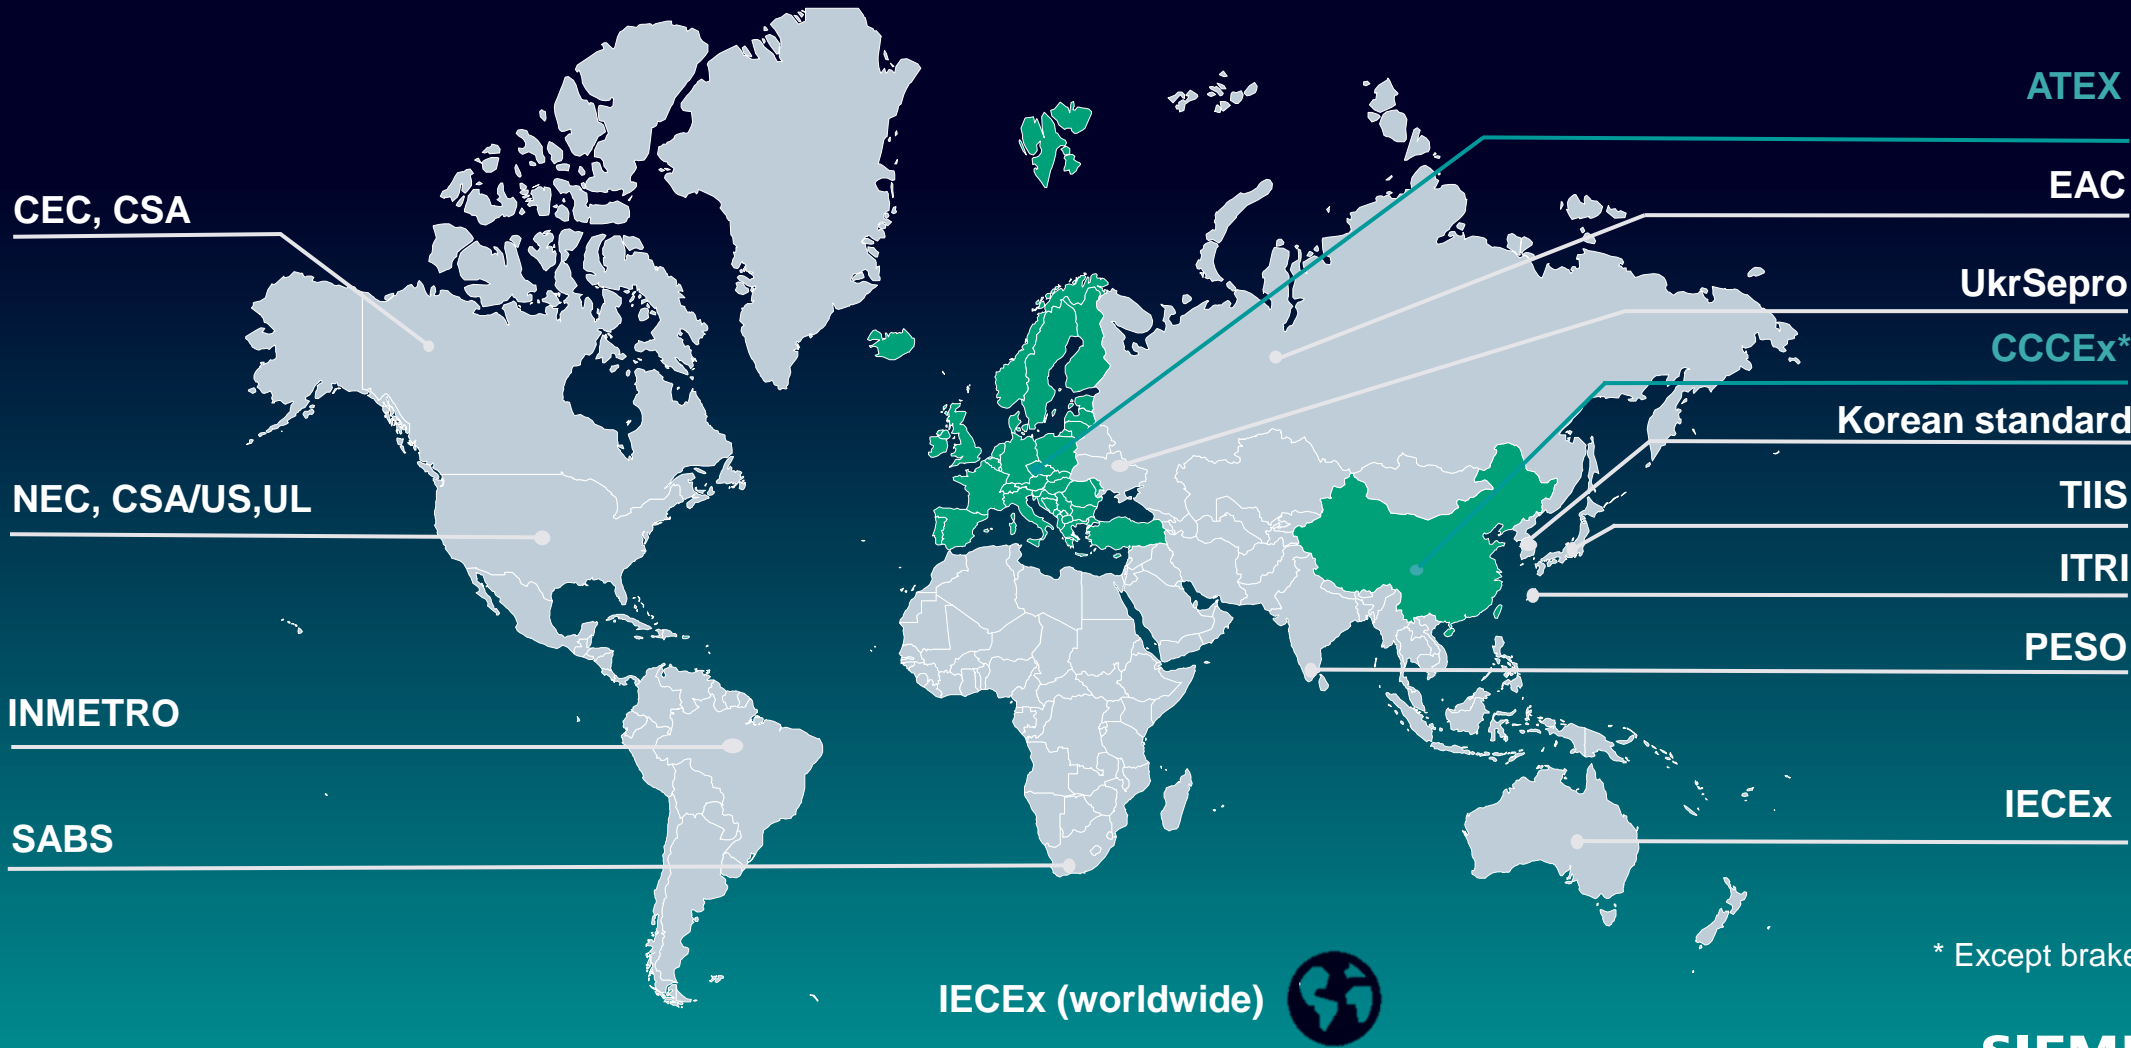 CEC, CSA
NEC, CSA/US,UL
INMETRO
SABS
ATEX
EAC
UkrSepro
CCCEx*
Korean standard
TIIS
ITRI
PESO
IECEx
* Except brake
IECEx (worldwide)